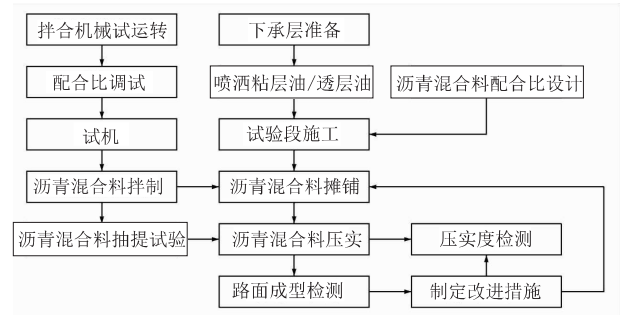 拌合机械试运转
下承层准备
配合比调试
喷洒粘层油/透层油
沥青混合料配合比设计
试机
试验段施工
沥青混合料拌制
沥青混合料摊铺
沥青混合料抽提试验
沥青混合料压实
压实度检测
路面成型检测
制定改进措施